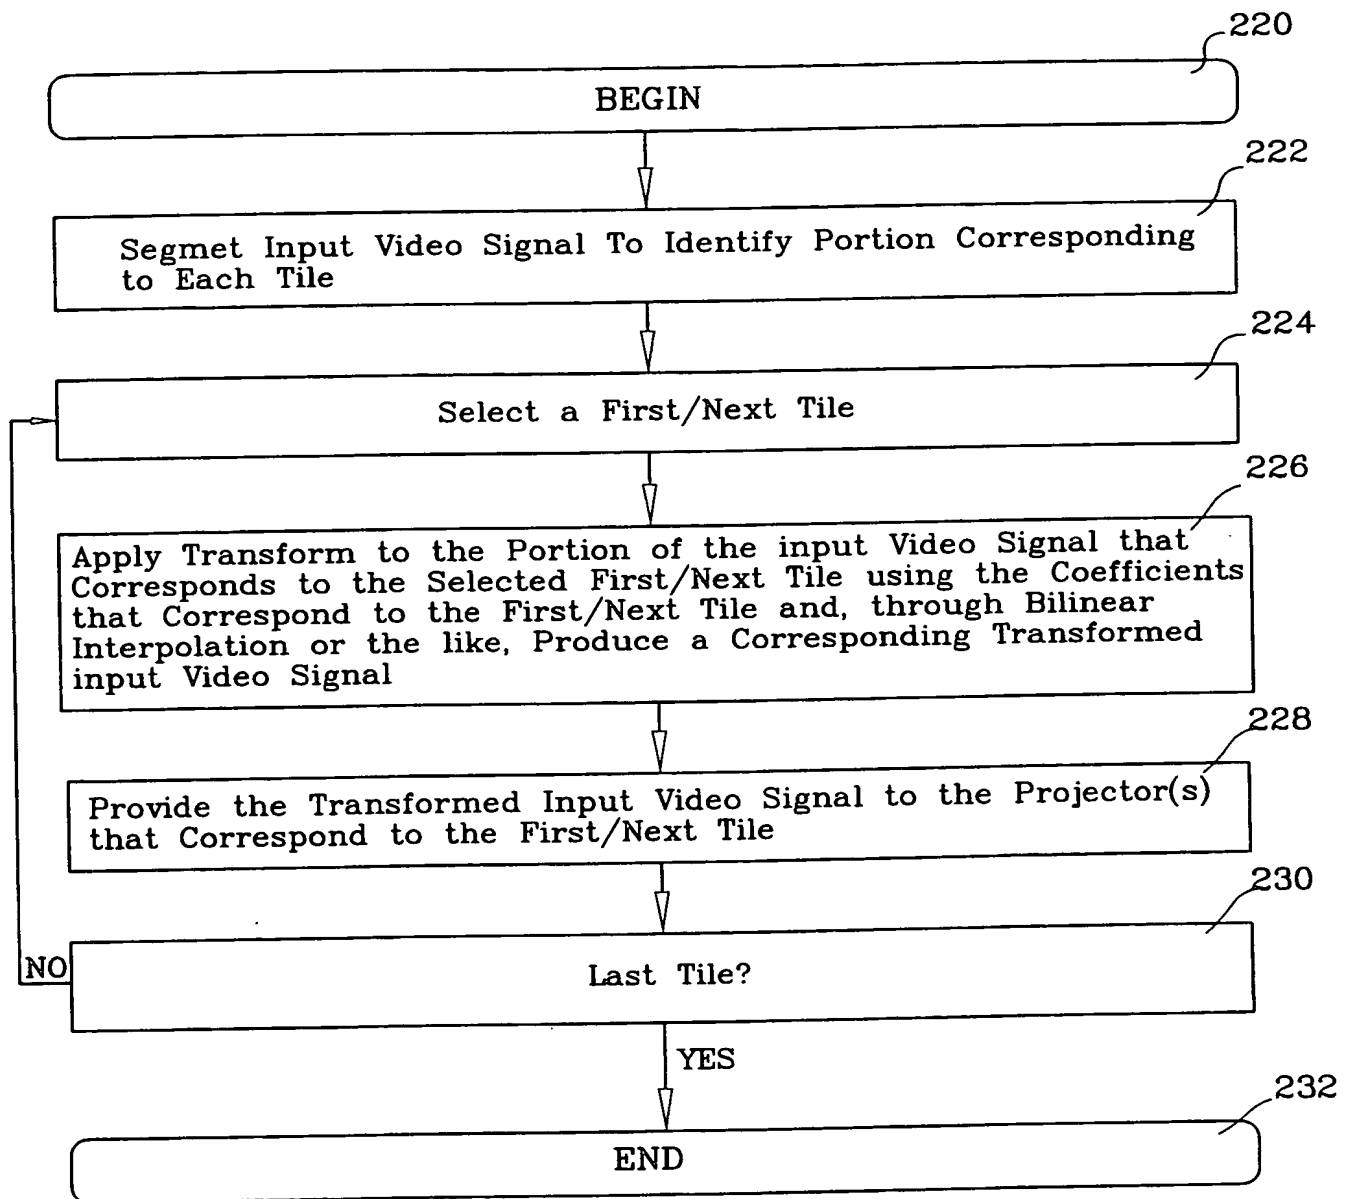 220
BEGIN
222
Segmet Input Video Signal To Identify Portion Corresponding
to Each Tile
224
Select a First/Next Tile
226
Apply Transform to the Portion of the input Video Signal that
Corresponds to the Selected First/Next Tile using the Coefficients
that Correspond to the First/Next Tile and, through Bilinear
Interpolation or the like, Produce a Corresponding Transformed
input Video Signal
228
Provide the Transformed Input Video Signal to the Projector(s)
that Correspond to the First/Next Tile
230
NO
Last Tile?
YES
232
END